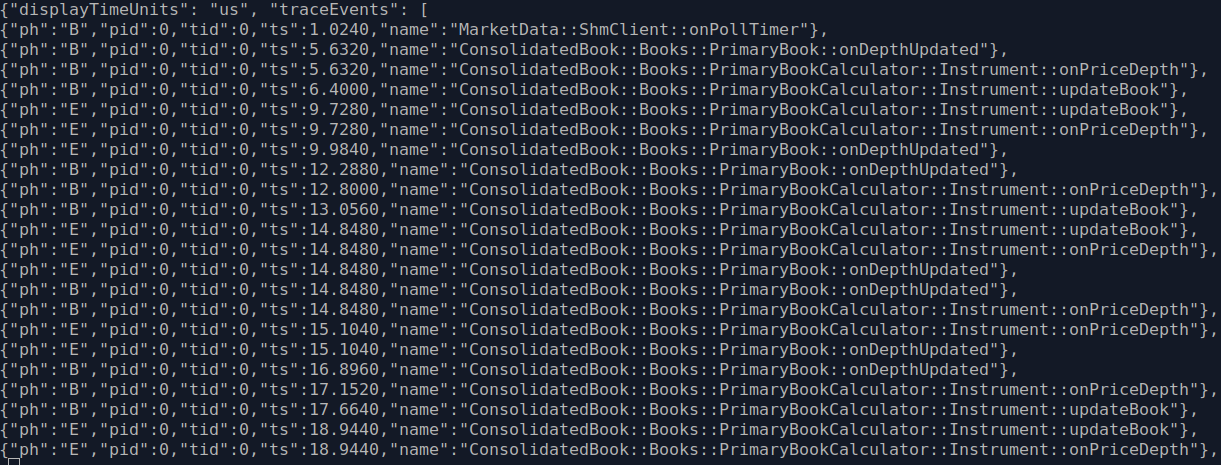 {"displayTimeUnits": "us", "traceEvents": [
{"ph":"B","pid":0,"tid":0,"ts":1.0240,"name":"MarketData::ShmClient::onPollTimer"},
{"ph":"B","pid":0,"tid":0,"ts":5.6320,"name":"ConsolidatedBook::Books::PrimaryBook::onDepthUpdated"},
{"ph":"B","pid":0,"tid":0,"ts":5.6320,"name":"ConsolidatedBook::Books::PrimaryBookCalculator::Instrument::onPriceDepth"},
{"ph":"B","pid":0,"tid":0,"ts":6.4000,"name":"ConsolidatedBook::Books::PrimaryBookCalculator::Instrument::updateBook"},
{"ph":"E","pid":0,"tid":0,"ts":9.7280,"name":"ConsolidatedBook::Books::PrimaryBookCalculator::Instrument::updateBook"},
{"ph":"E","pid":0,"tid":0,"ts":9.7280,"name":"ConsolidatedBook::Books::PrimaryBookCalculator::Instrument::onPriceDepth"},
{"ph":"E","pid":0,"tid":0,"ts":9.9840,"name":"ConsolidatedBook::Books::PrimaryBook::onDepthUpdated"},
{"ph":"B","pid":0,"tid":0,"ts":12.2880,"name":"ConsolidatedBook::Books::PrimaryBook::onDepthUpdated"},
{"ph":"B","pid":0,"tid":0,"ts":12.8000,"name":"ConsolidatedBook::Books::PrimaryBookCalculator::Instrument::onPriceDepth"},
{"ph":"B","pid":0,"tid":0,"ts":13.0560,"name":"ConsolidatedBook::Books::PrimaryBookCalculator::Instrument::updateBook"},
{"ph":"E","pid":0,"tid":0,"ts":14.8480,"name":"ConsolidatedBook::Books::PrimaryBookCalculator::Instrument::updateBook"},
{"ph":"E","pid":0,"tid":0,"ts":14.8480,"name":"ConsolidatedBook::Books::PrimaryBookCalculator::Instrument::onPriceDepth"},
{"ph":"E","pid":0,"tid":0,"ts":14.8480,"name":"ConsolidatedBook::Books::PrimaryBook::onDepthUpdated"},
{"ph":"B","pid":0,"tid":0,"ts":14.8480,"name":"ConsolidatedBook::Books::PrimaryBook::onDepthUpdated"},
{"ph":"B","pid":0,"tid":0,"ts":14.8480,"name":"ConsolidatedBook::Books::PrimaryBookCalculator::Instrument::onPriceDepth"},
{"ph":"E","pid":0,"tid":0,"ts":15.1040,"name":"ConsolidatedBook::Books::PrimaryBookCalculator::Instrument::onPriceDepth"},
{"ph":"E","pid":0,"tid":0,"ts":15.1040,"name":"ConsolidatedBook::Books::PrimaryBook::onDepthUpdated"},
{"ph":"B","pid":0,"tid":0,"ts":16.8960,"name":"ConsolidatedBook::Books::PrimaryBook::onDepthUpdated"},
{"ph":"B","pid":0,"tid":0,"ts":17.1520,"name":"ConsolidatedBook::Books::PrimaryBookCalculator::Instrument::onPriceDepth"},
{"ph":"B","pid":0,"tid":0,"ts":17.6640,"name":"ConsolidatedBook::Books::PrimaryBookCalculator::Instrument::updateBook"},
{"ph":"E","pid":0,"tid":0,"ts":18.9440,"name":"ConsolidatedBook::Books::PrimaryBookCalculator::Instrument::updateBook"},
{"ph":"E","pid":0,"tid":0,"ts":18.9440,"name":"ConsolidatedBook::Books::PrimaryBookCalculator::Instrument::onPriceDepth"},